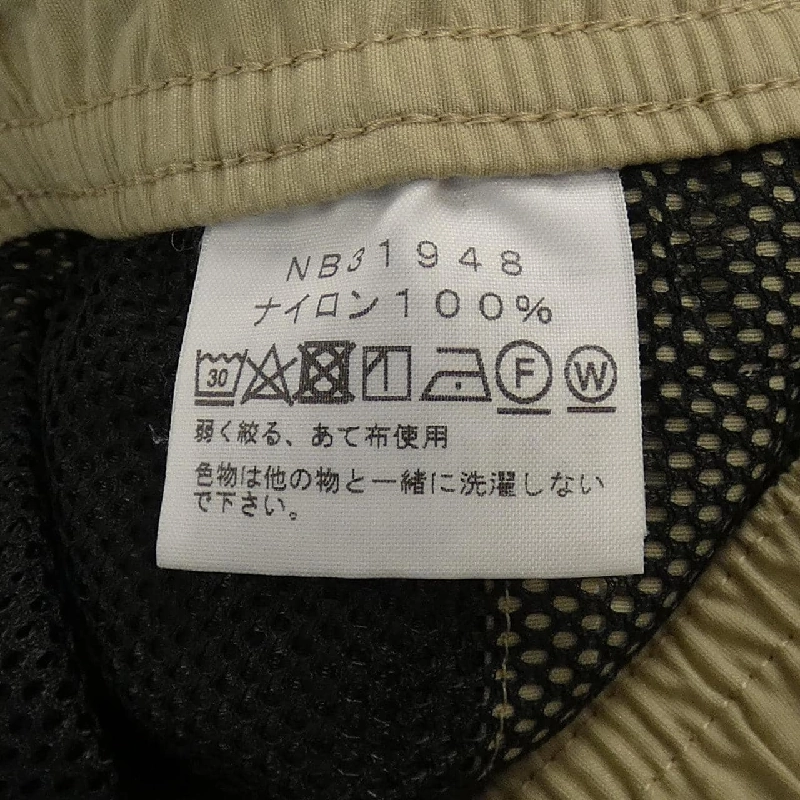 NB31948
ナイロン100%
30 F W
弱く絞る、あて布使用
色物は他の物と一緒に洗濯しない
で下さい。